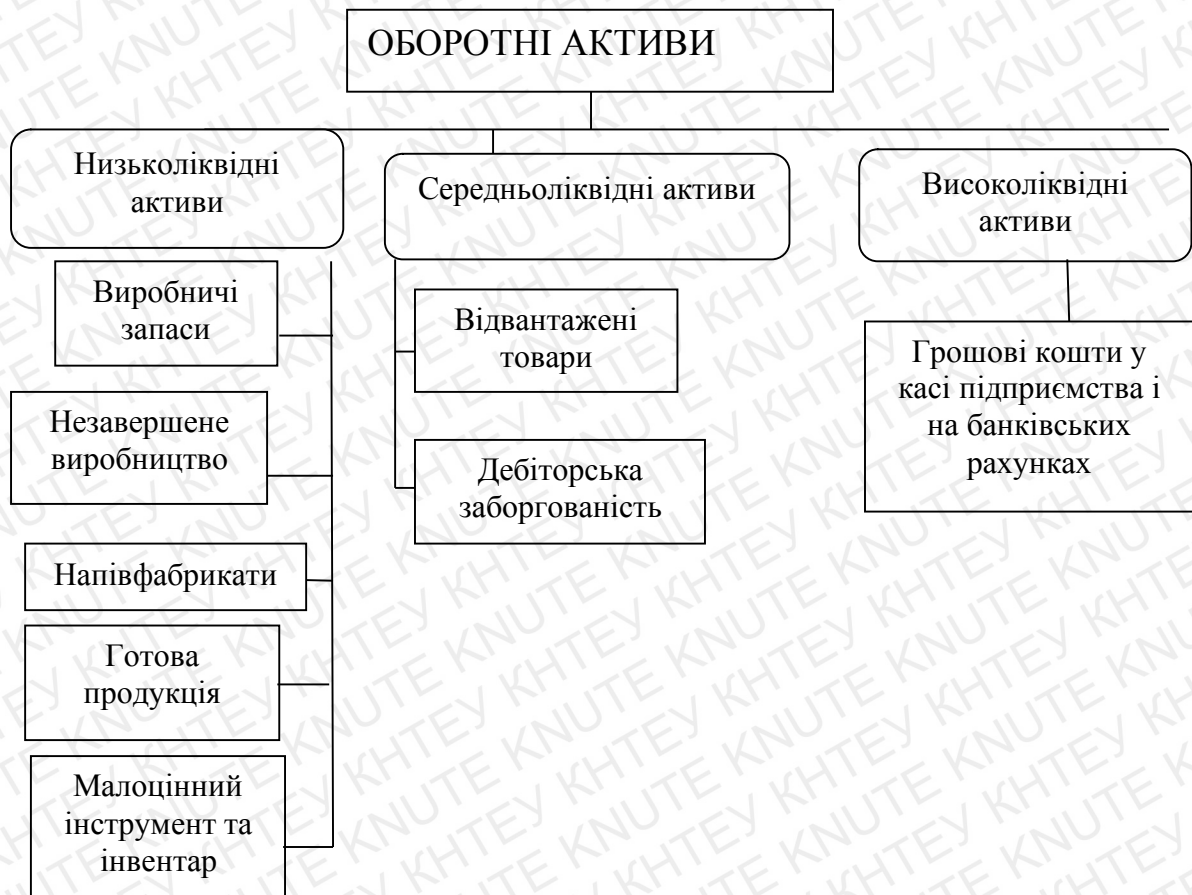 ОБОРОТНІ АКТИВИ
Низьколіквідні
активи
Виробничі
запаси
Незавершене
виробництво
Напівфабрикати
Готова
продукція
Малоцінний
інструмент та
інвентар
Середньоліквідні активи
Відвантажені
товари
Дебіторська
заборгованість
Високоліквідні
активи
Грошові кошти у
касі підприємства і
на банківських
рахунках